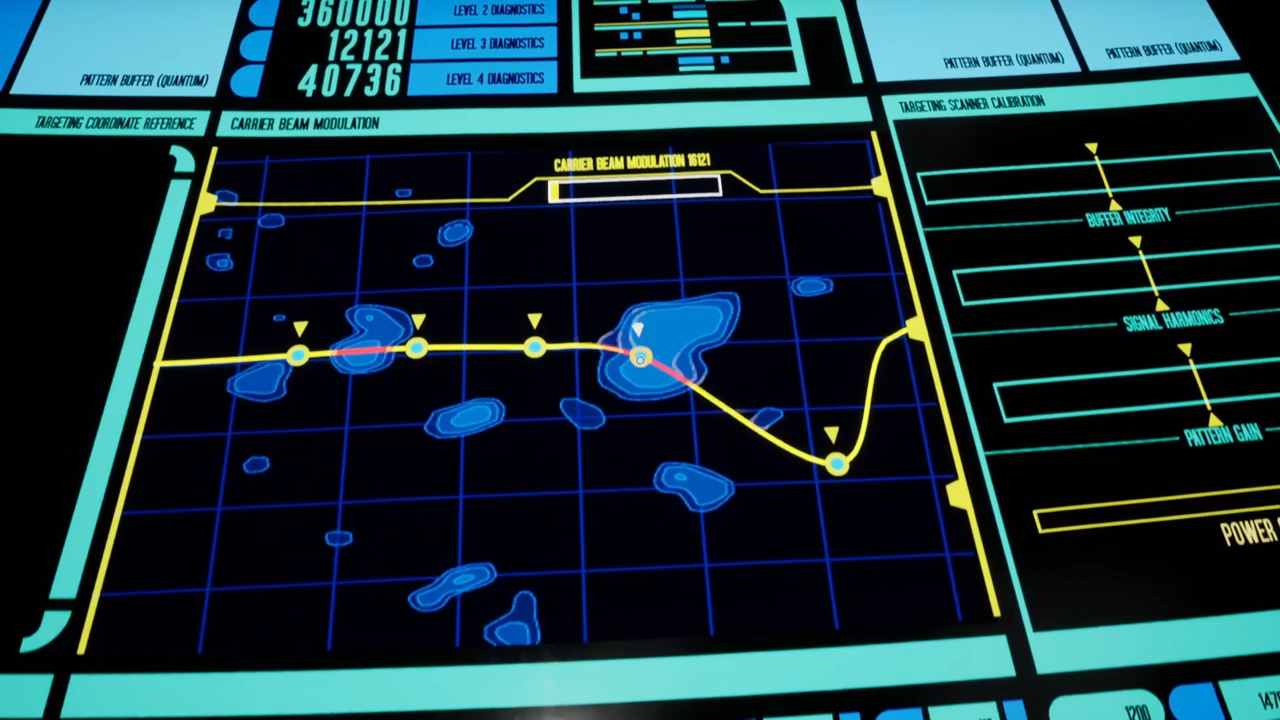 360000
12121
40736
LEVEL 2 DIAGNOSTICS
LEVEL 3 DIAGNOSTICS
LEVEL 4 DIAGNOSTICS
PATTERN BUFFER (QUANTUM)
PATTERN BUFFER (QUANTUM)
PATTERN BUFFER (QUANTUM)
TARGETING COORDINATE REFERENCE
CARRIER BEAM MODULATION
CARRIER BEAM MODULATION 16121
TARGETING SCANNER CALIBRATION
BUFFER INTEGRITY
SIGNAL HARMONICS
PATTERN GAIN
POWER
1200